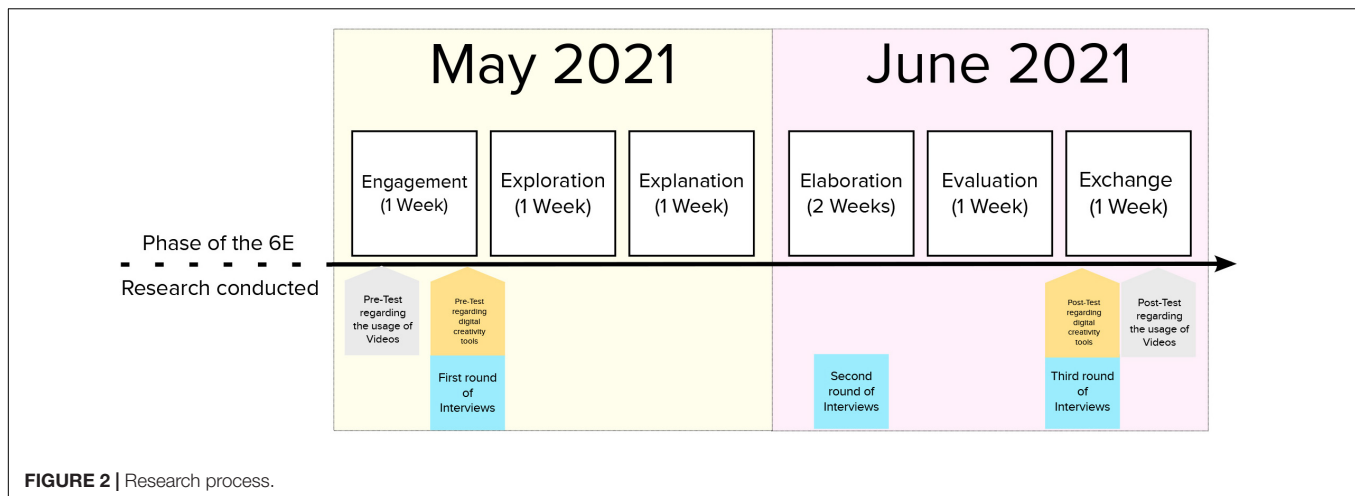 May 2021
June 2021
Engagement
(1 Week)
Exploration
(1 Week)
Explanation
(1 Week)
Elaboration
(2 Weeks)
Evaluation
(1 Week)
Exchange
(1 Week)
Phase of the 6E
Research conducted
Pre-Test
regarding
the usage of
Videos
Pre-Test
regarding
digital
creativity
tools
First round
of
Interviews
Second
round of
Interviews
Post-Test
regarding
digital
creativity
tools
Third round
of
Interviews
Post-Test
regarding
the usage of
Videos
FIGURE 2 | Research process.